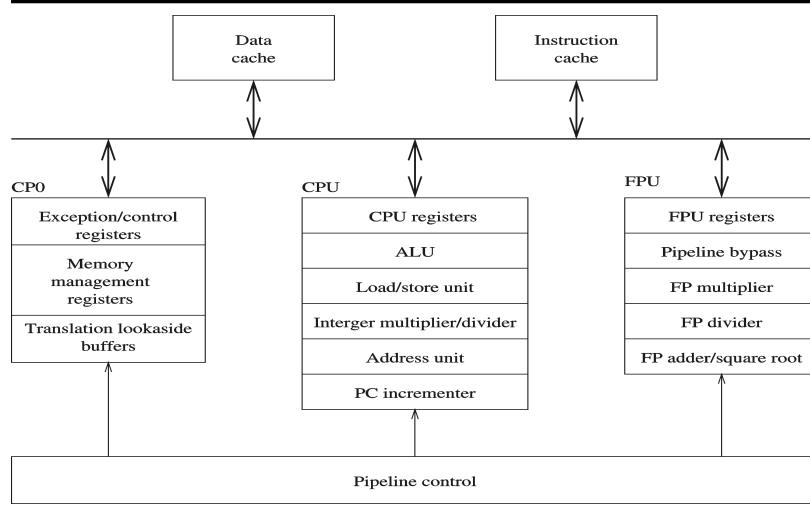 Data
cache
Instruction
cache
CP0
Exception/control
registers
Memory
management
registers
Translation lookaside
buffers
CPU
CPU registers
ALU
Load/store unit
Interger multiplier/divider
Address unit
PC incrementer
FPU
FPU registers
Pipeline bypass
FP multiplier
FP divider
FP adder/square root
Pipeline control